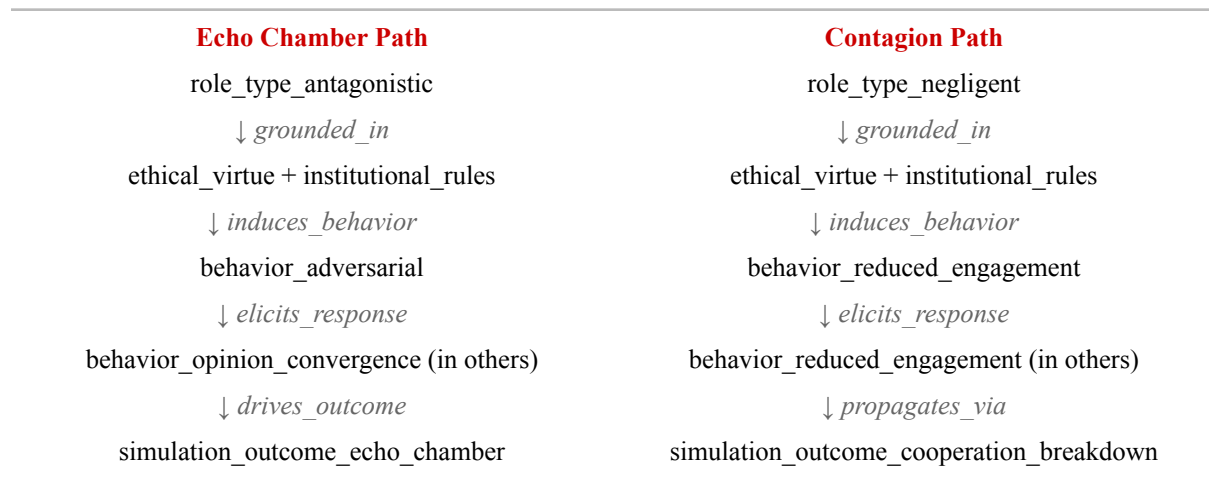 Echo Chamber Path
role_type_antagonistic
↓ grounded_in
ethical_virtue + institutional_rules
↓ induces_behavior
behavior_adversarial
↓ elicits_response
behavior_opinion_convergence (in others)
↓ drives_outcome
simulation_outcome_echo_chamber
Contagion Path
role_type_negligent
↓ grounded_in
ethical_virtue + institutional_rules
↓ induces_behavior
behavior_reduced_engagement
↓ elicits_response
behavior_reduced_engagement (in others)
↓ propagates_via
simulation_outcome_cooperation_breakdown